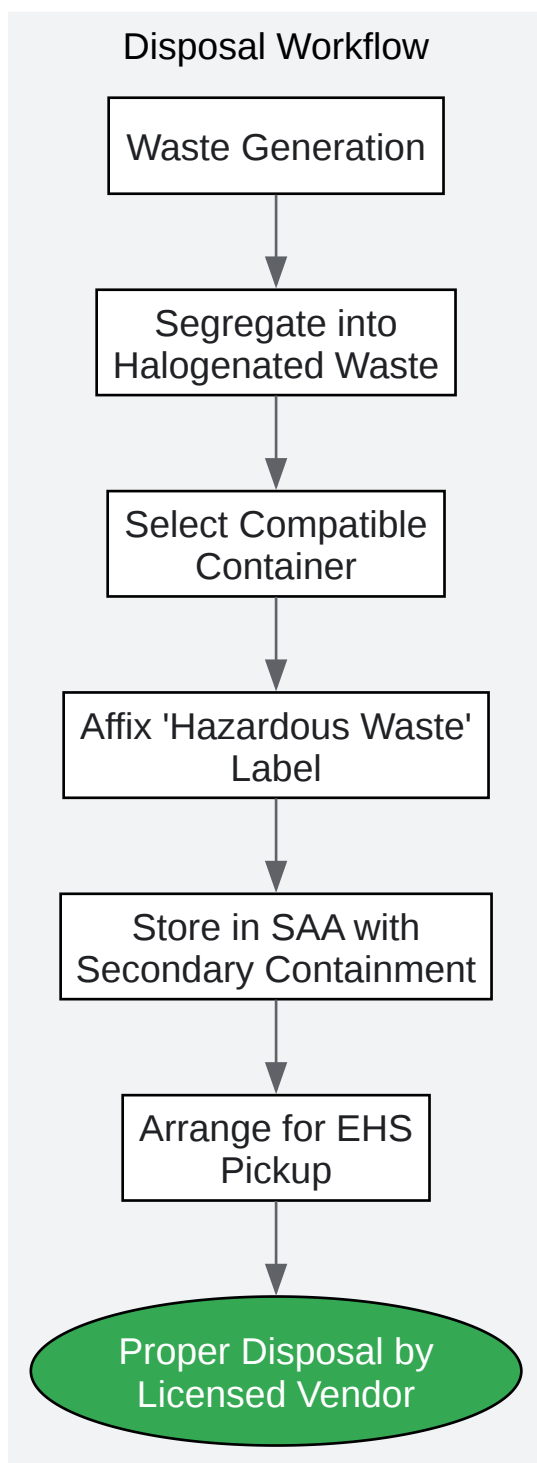 Disposal Workflow
Waste Generation
Segregate into
Halogenated Waste
Select Compatible
Container
Affix 'Hazardous Waste'
Label
Store in SAA with
Secondary Containment
Arrange for EHS
Pickup
Proper Disposal by
Licensed Vendor